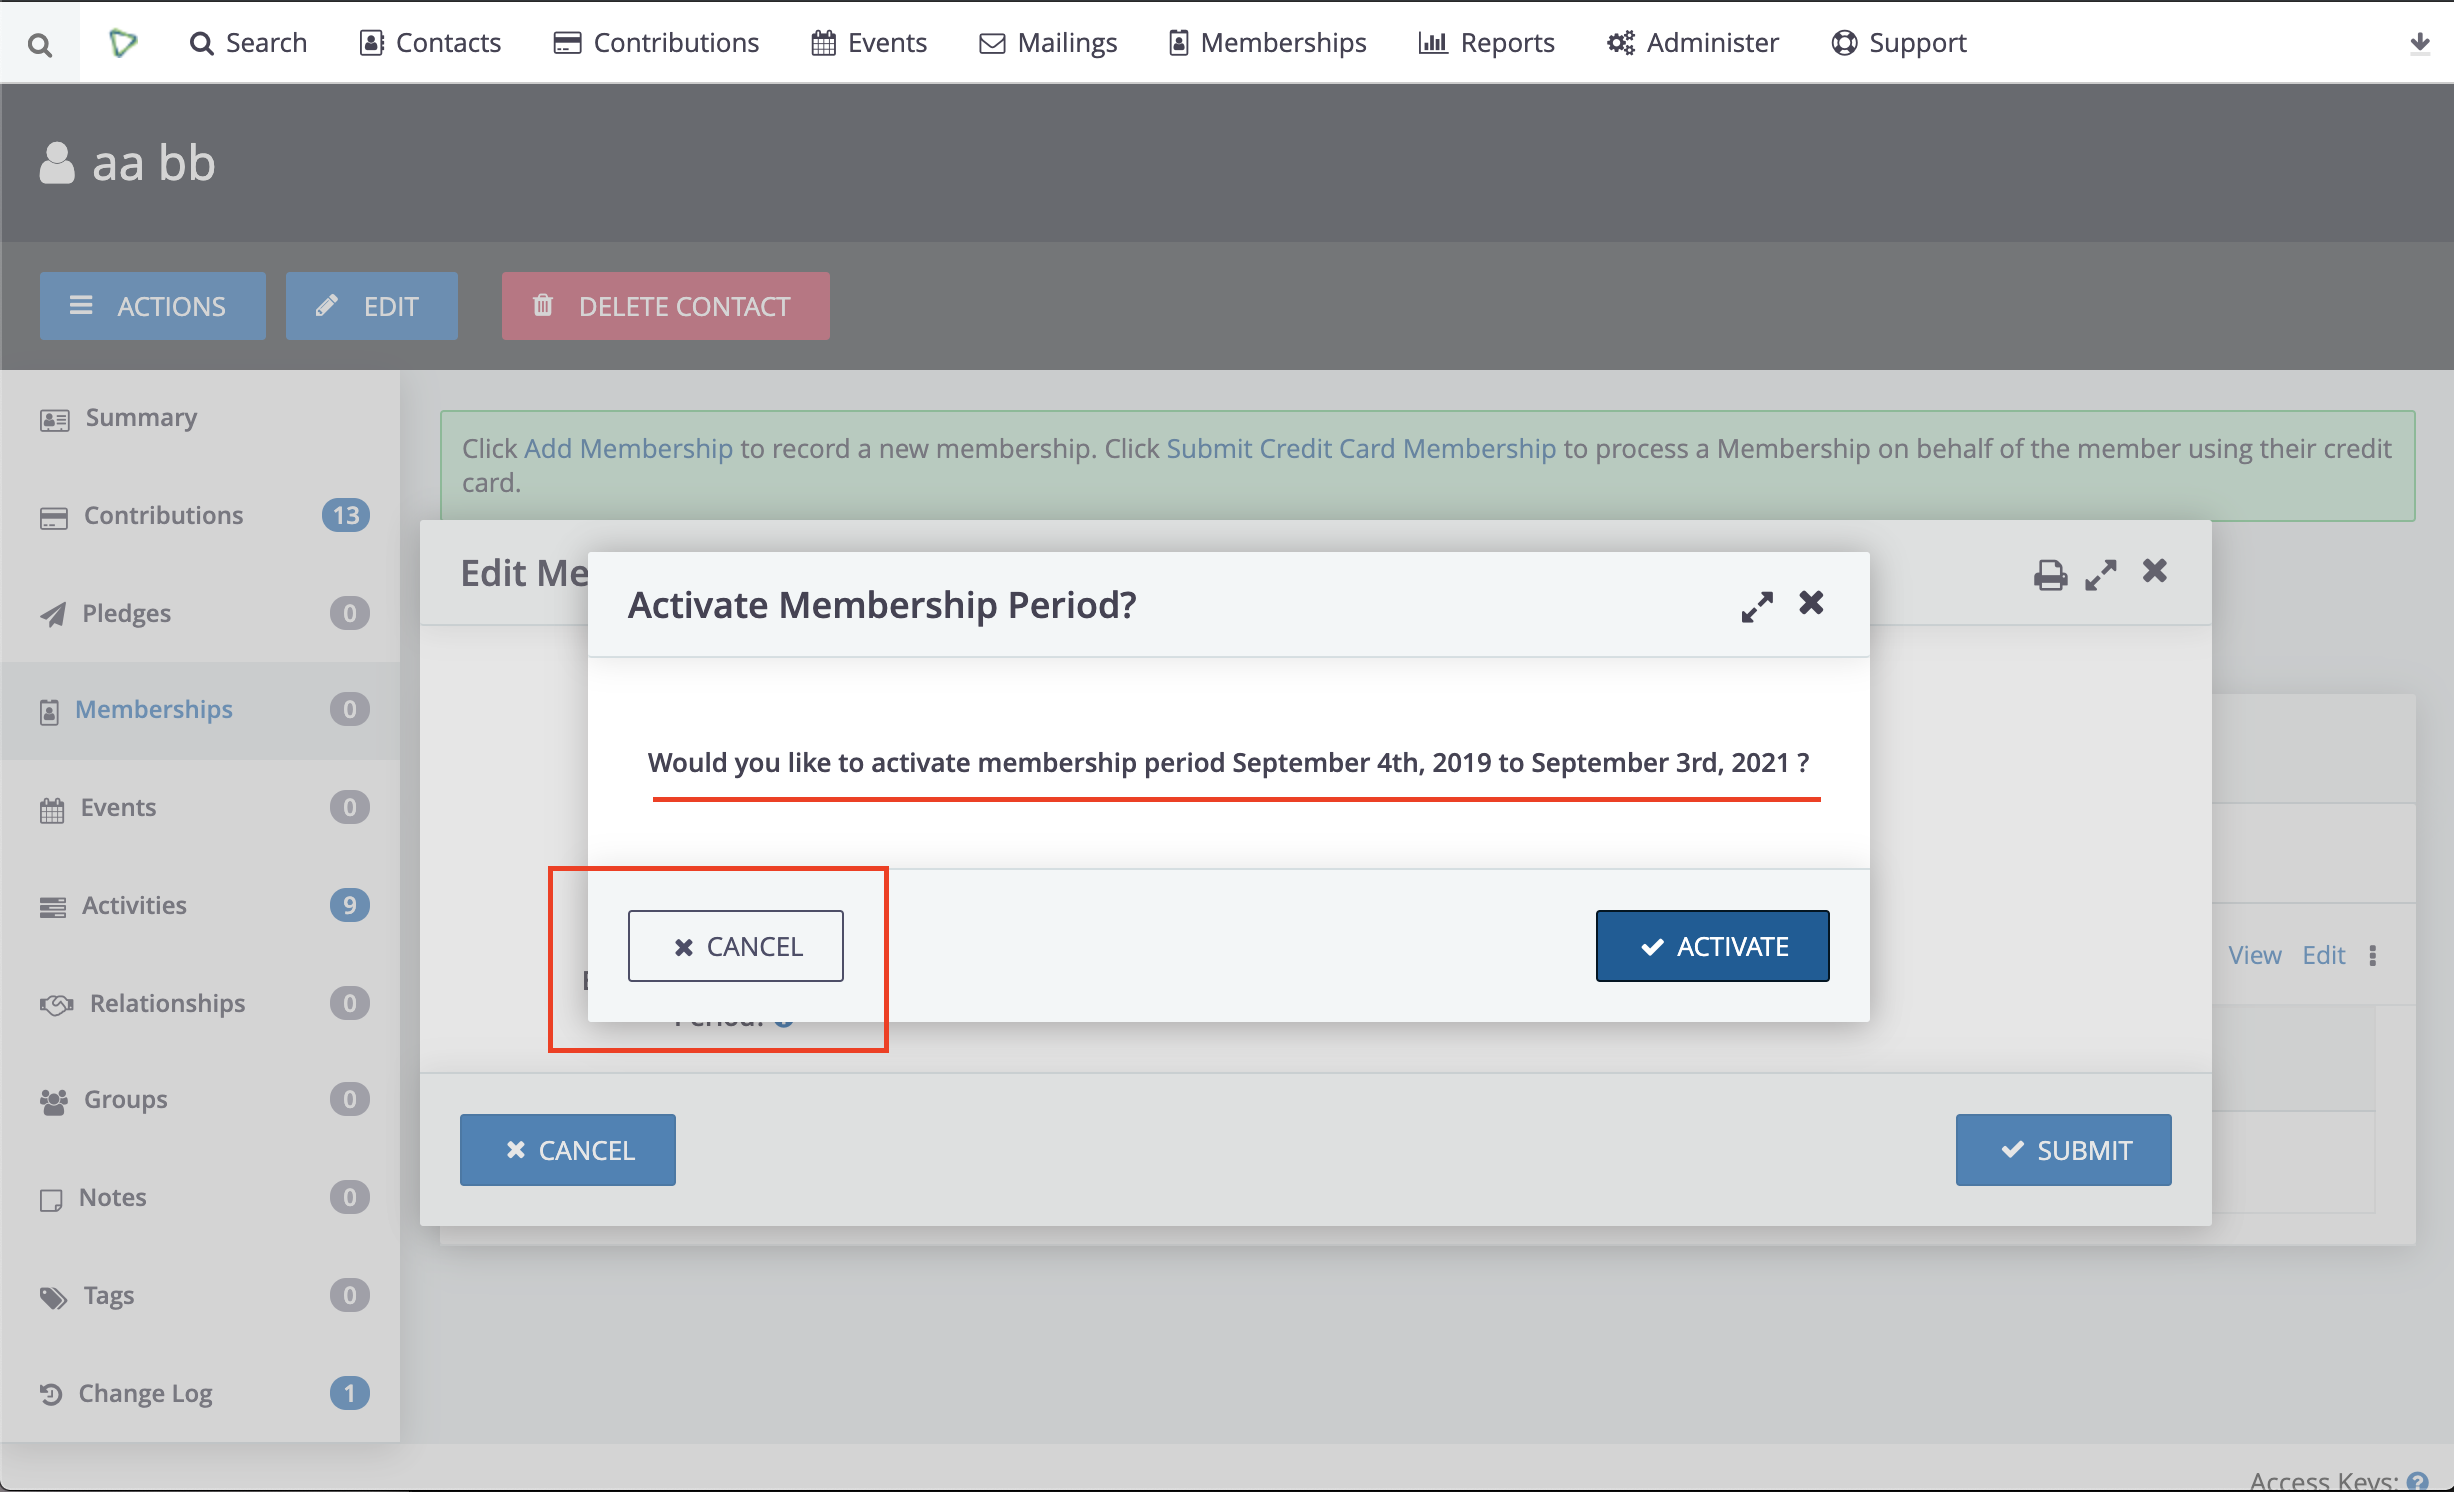 Search Contacts Contributions Events Mailings Memberships Reports Administer Support
aa bb
ACTIONS EDIT DELETE CONTACT
Summary
Contributions 13
Pledges 0
Memberships 0
Events 0
Activities 9
Relationships 0
Groups 0
Notes 0
Tags 0
Change Log 1
Click Add Membership to record a new membership. Click Submit Credit Card Membership to process a Membership on behalf of the member using their credit
card.
Edit Me
Activate Membership Period?
Would you like to activate membership period September 4th, 2019 to September 3rd, 2021 ?
CANCEL ACTIVATE
Period?
View Edit
CANCEL SUBMIT
Access Keys: ?